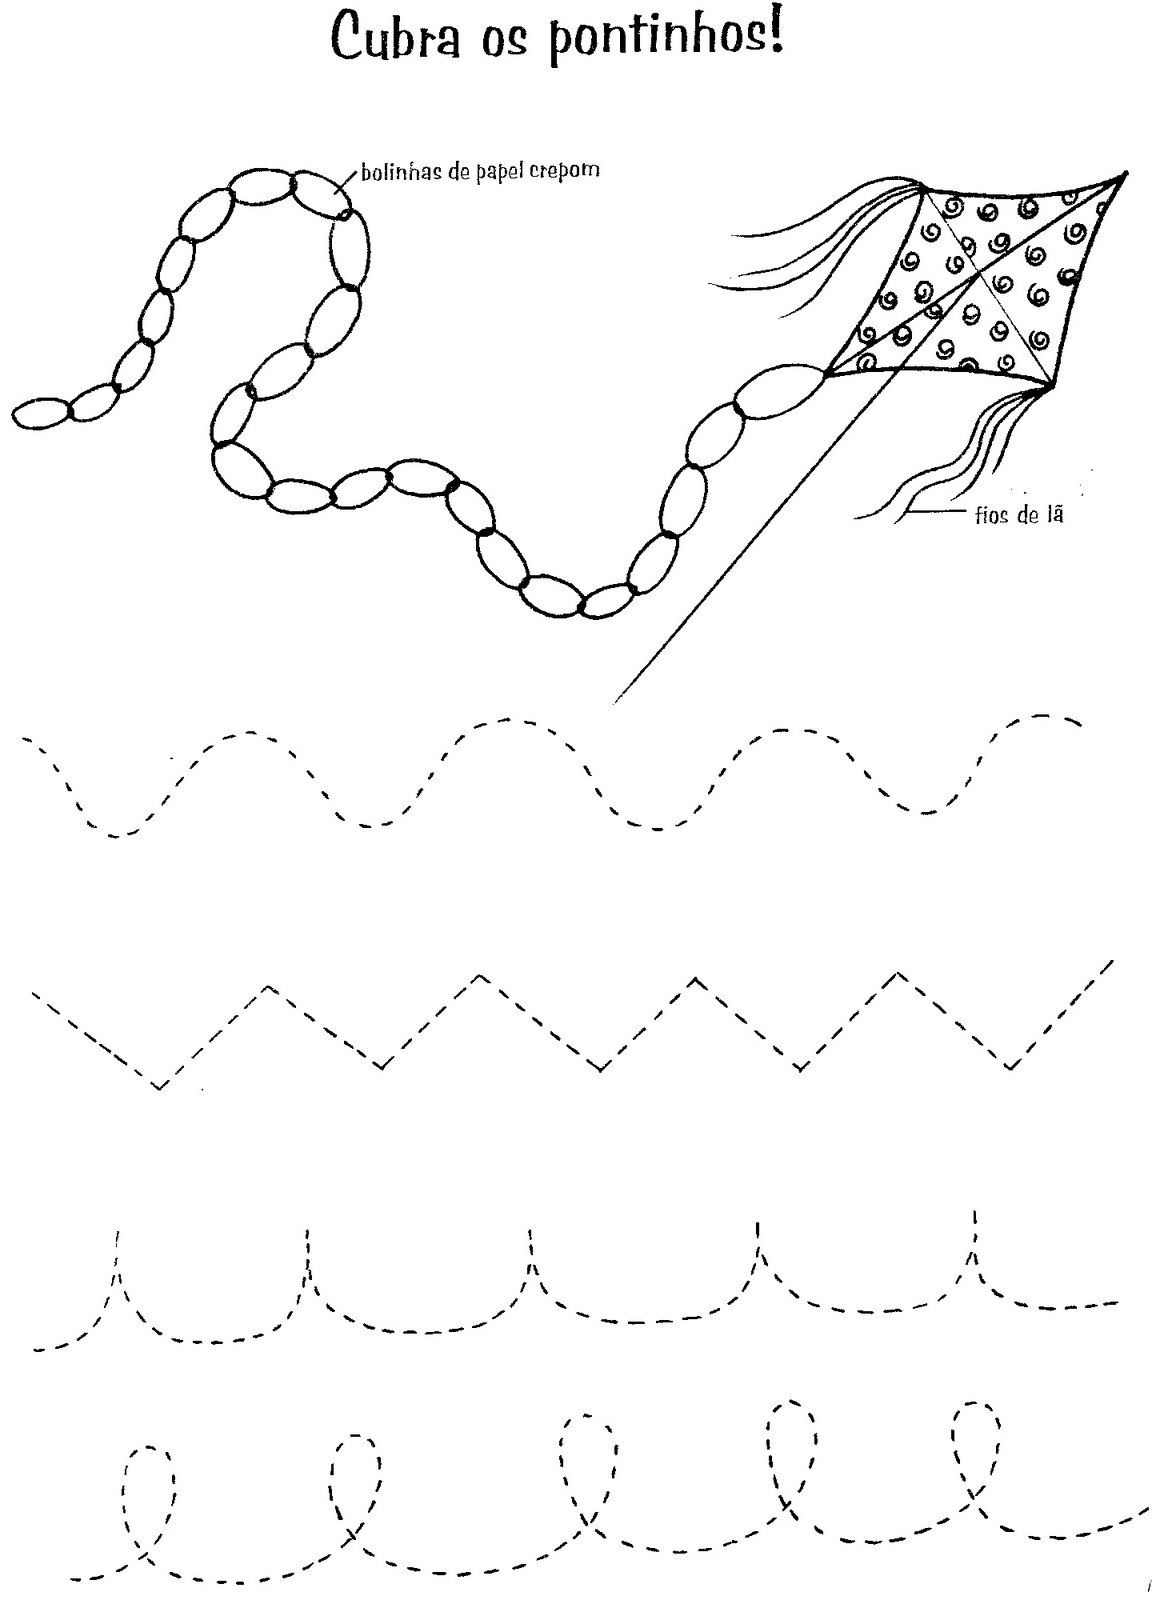 Cubra os pontinhos!
bolinhas de papel crepom
fios de lã